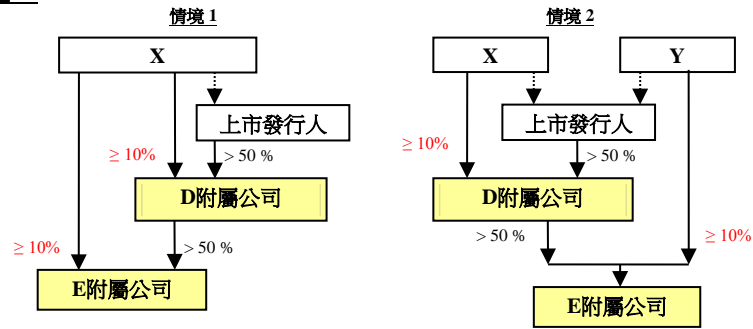 情境 1
X
上市發行人
≥ 10%
> 50 %
D附屬公司
≥ 10%
> 50 %
E附屬公司
情境 2
X
Y
上市發行人
≥ 10%
> 50 %
D附屬公司
> 50 %
≥ 10%
E附屬公司